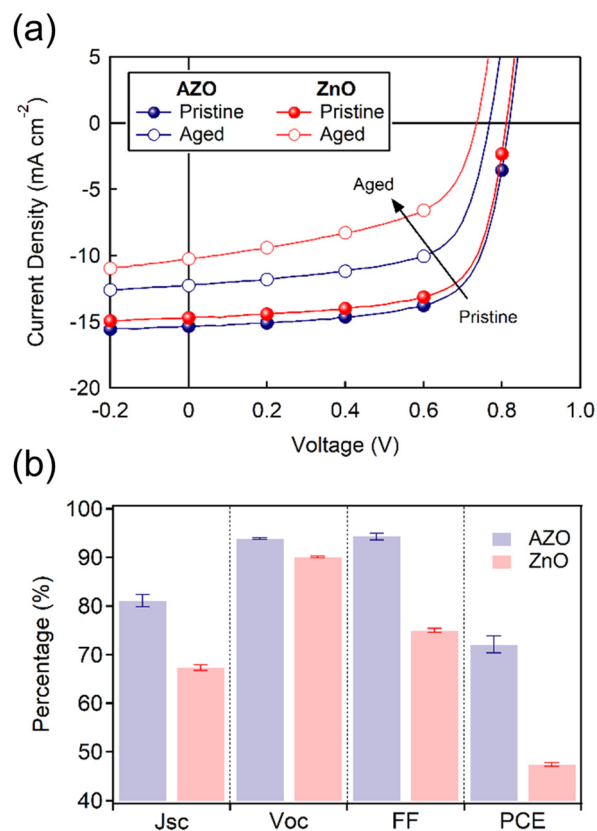 (a)
5
0
-5
-10
-15
-20
Current Density (mA cm⁻²)
AZO ZnO
Pristine Pristine
Aged Aged
Aged
Pristine
-0.2 0 0.2 0.4 0.6 0.8 1.0
Voltage (V)
(b)
100
90
80
70
60
50
40
Percentage (%)
AZO
ZnO
Jsc Voc FF PCE